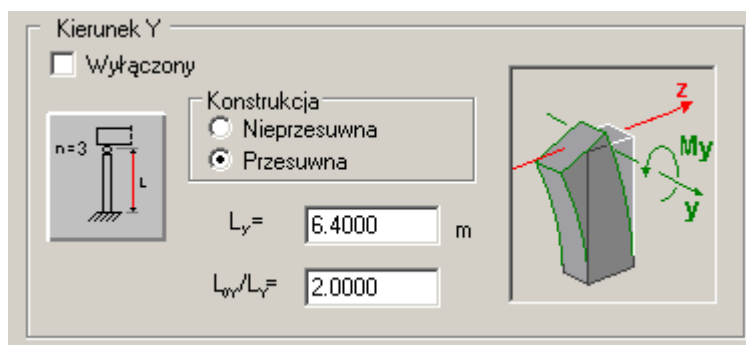 Kierunek Y
Wyłączony
Konstrukcja
Nieprzesuwna
Przesuwna
n=3
L
Ly= 6.4000 m
L0Y/LY= 2.0000
z
My
y